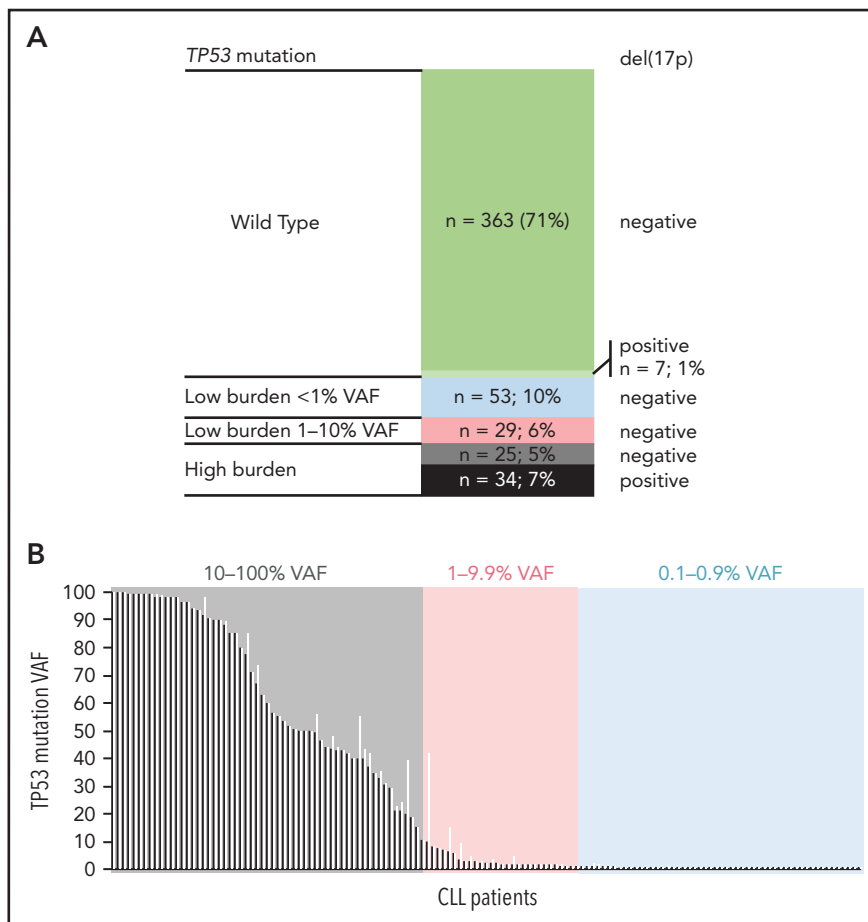 A
TP53 mutation
del(17p)
Wild Type
n = 363 (71%)
negative
positive
n = 7; 1%
Low burden <1% VAF
n = 53; 10%
negative
Low burden 1–10% VAF
n = 29; 6%
negative
High burden
n = 25; 5%
negative
n = 34; 7%
positive
B
10–100% VAF
1–9.9% VAF
0.1–0.9% VAF
TP53 mutation VAF
100
90
80
70
60
50
40
30
20
10
0
CLL patients